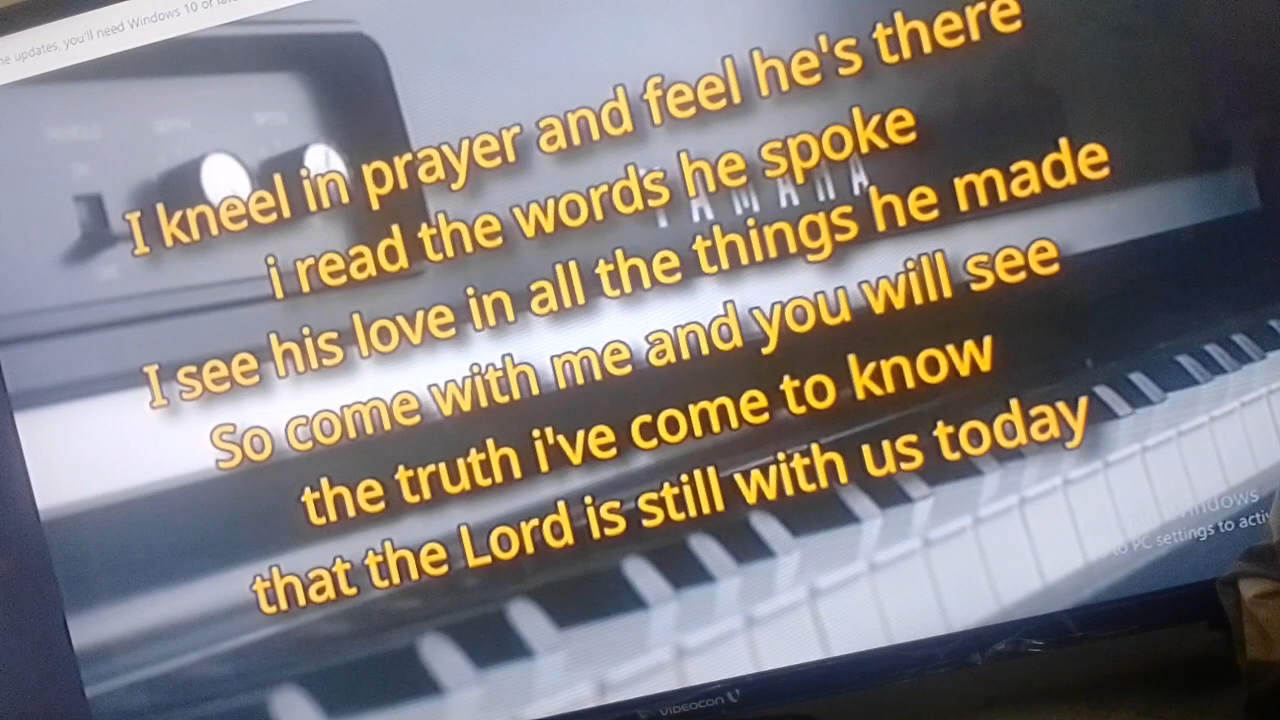 he updates, you'll need Windows 10 or
I kneel in prayer and feel he's there
i read the words he spoke
YAMAHA
I see his love in all the things he made
So come with me and you will see
the truth i've come to know
that the Lord is still with us today
Windows
to PC settings to acti
VIDEOCON